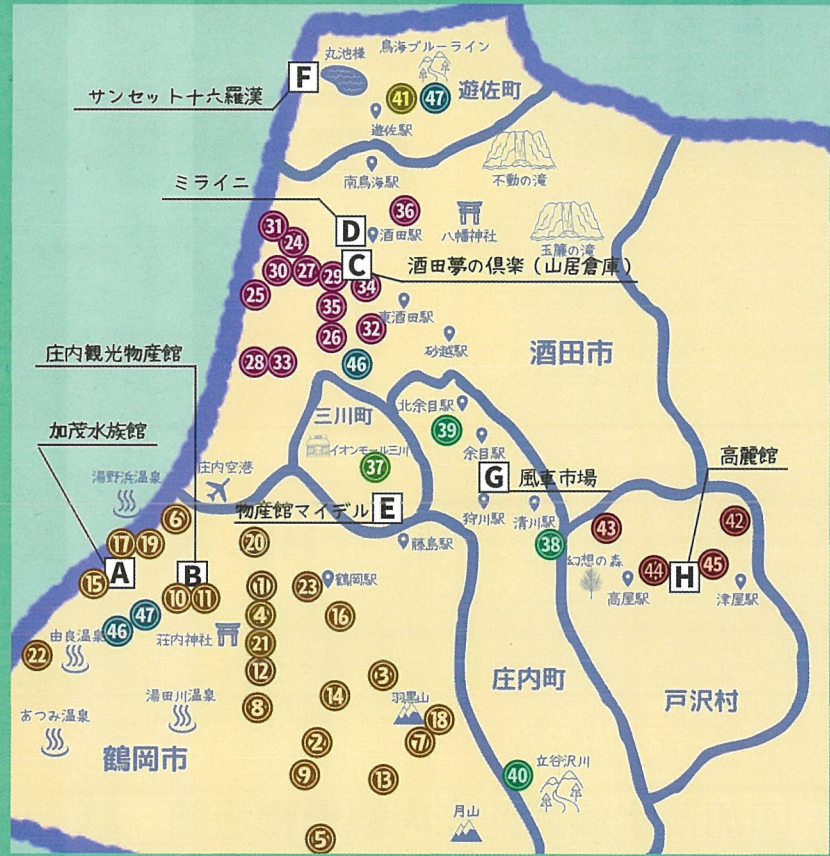 丸池様
鳥海ブルーライン
F
サンセット十六羅漢
41
47
遊佐町
遊佐駅
南鳥海駅
不動の滝
ミライニ
36
31
D
酒田駅
八幡神社
玉簾の滝
24
C
酒田夢の倶楽（山居倉庫）
30
27
29
34
25
35
東酒田駅
26
32
砂越駅
庄内観光物産館
28
33
46
酒田市
三川町
北余目駅
39
加茂水族館
イオンモール三川
余目駅
高麗館
湯野浜温泉
庄内空港
37
G
風車市場
物産館マイデル
E
狩川駅
清川駅
6
43
42
17
19
20
藤島駅
38
幻想の森
A
B
15
1
23
鶴岡駅
44
H
45
10
11
高屋駅
津屋駅
47
4
16
46
由良温泉
荘内神社
21
22
12
3
庄内町
湯田川温泉
14
羽黒山
戸沢村
あつみ温泉
8
18
2
7
鶴岡市
9
13
40
立谷沢川
月山
5